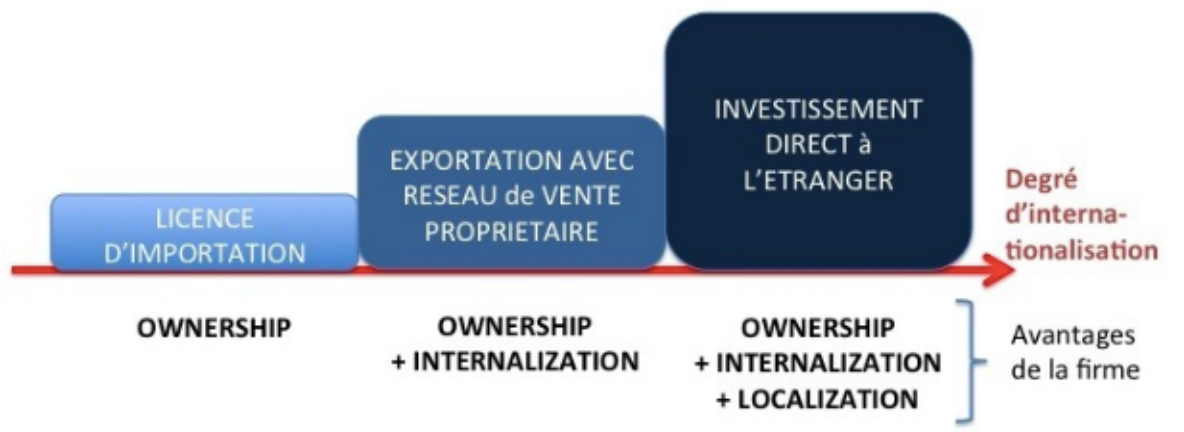 LICENCE
D'IMPORTATION
EXPORTATION AVEC
RESEAU de VENTE
PROPRIETAIRE
INVESTISSEMENT
DIRECT à
L'ETRANGER
Degré
d'interna-
tionalisation
OWNERSHIP
OWNERSHIP
+ INTERNALIZATION
OWNERSHIP
+ INTERNALIZATION
+ LOCALIZATION
Avantages
de la firme